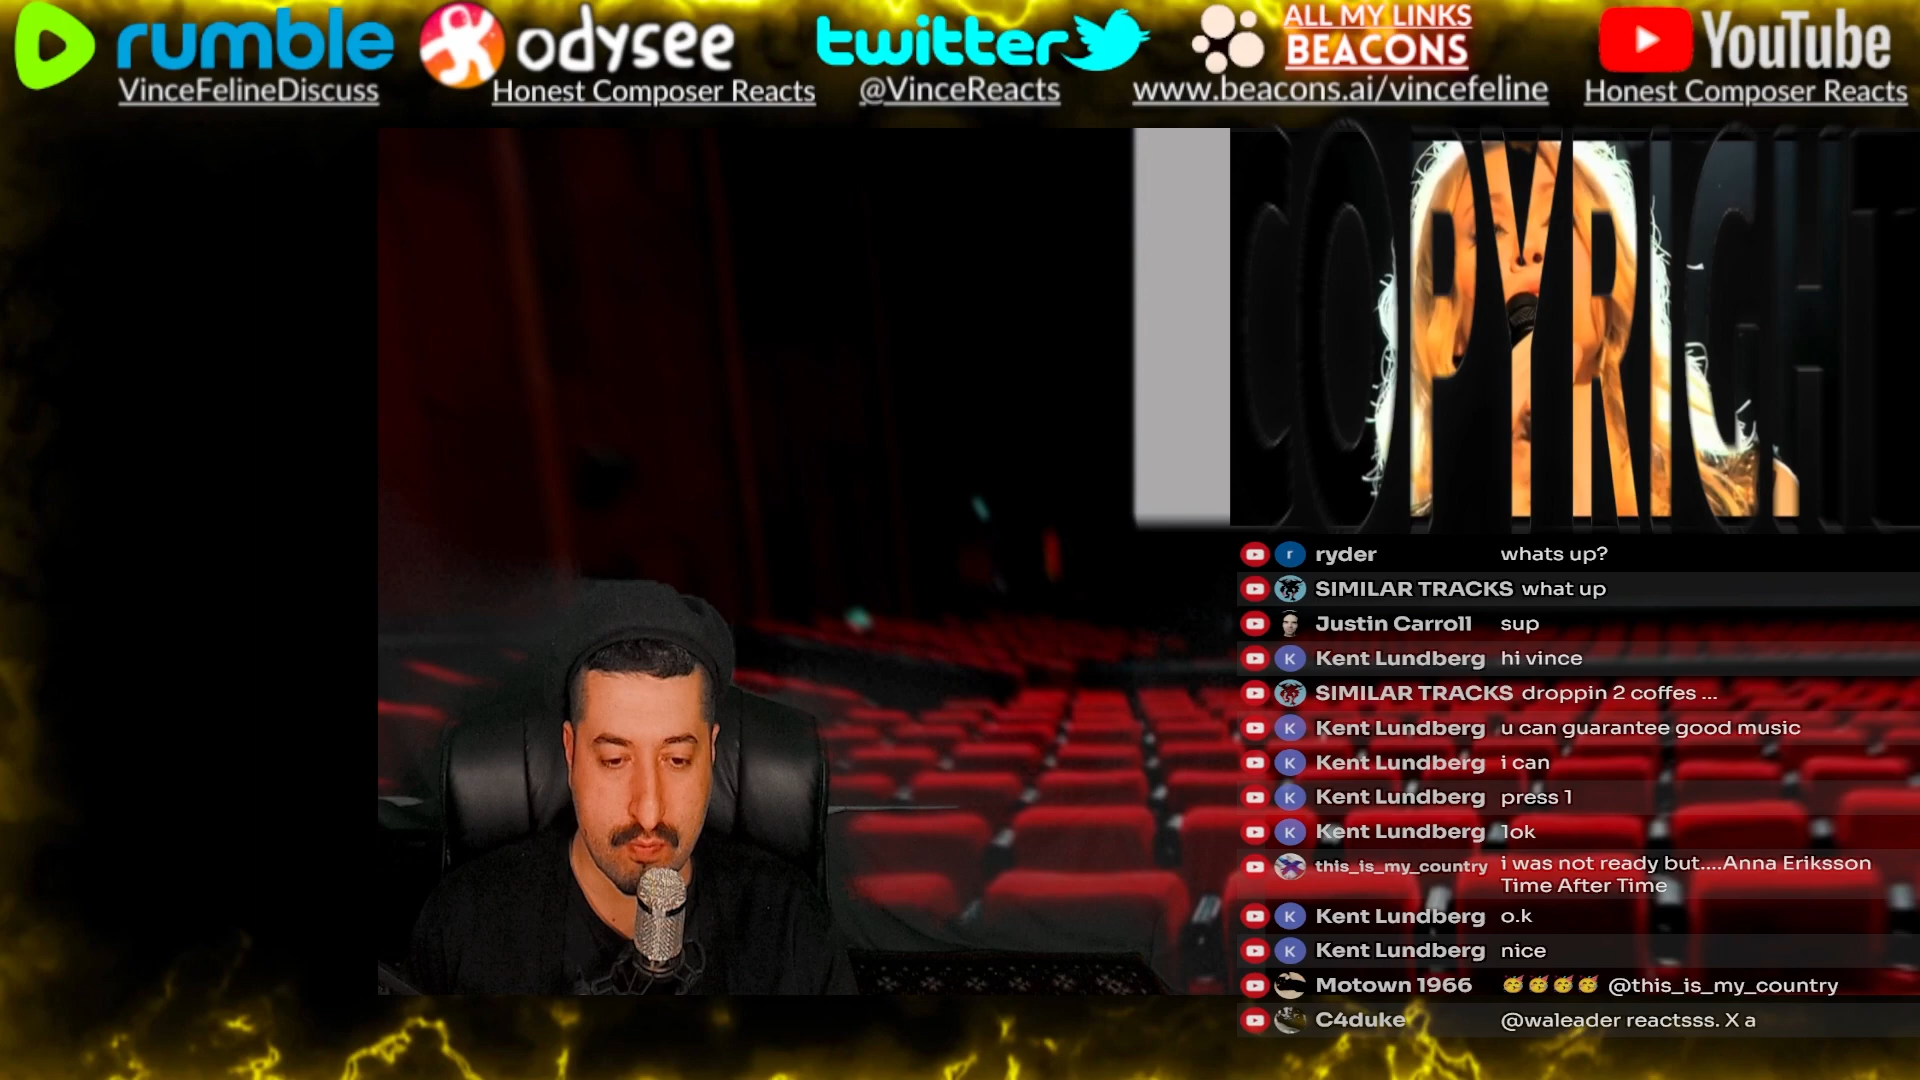 rumble
VinceFelineDiscuss
odysee
Honest Composer Reacts
twitter
@VinceReacts
ALL MY LINKS
BEACONS
www.beacons.ai/vincefeline
YouTube
Honest Composer Reacts
COPYRIGHT
r ryder whats up?
SIMILAR TRACKS what up
Justin Carroll sup
K Kent Lundberg hi vince
SIMILAR TRACKS droppin 2 coffes ...
K Kent Lundberg u can guarantee good music
K Kent Lundberg i can
K Kent Lundberg press 1
K Kent Lundberg 1ok
this_is_my_country i was not ready but....Anna Eriksson
Time After Time
K Kent Lundberg o.k
K Kent Lundberg nice
Motown 1966 🥳🥳🥳🥳 @this_is_my_country
C4duke @waleader reactsss. X a